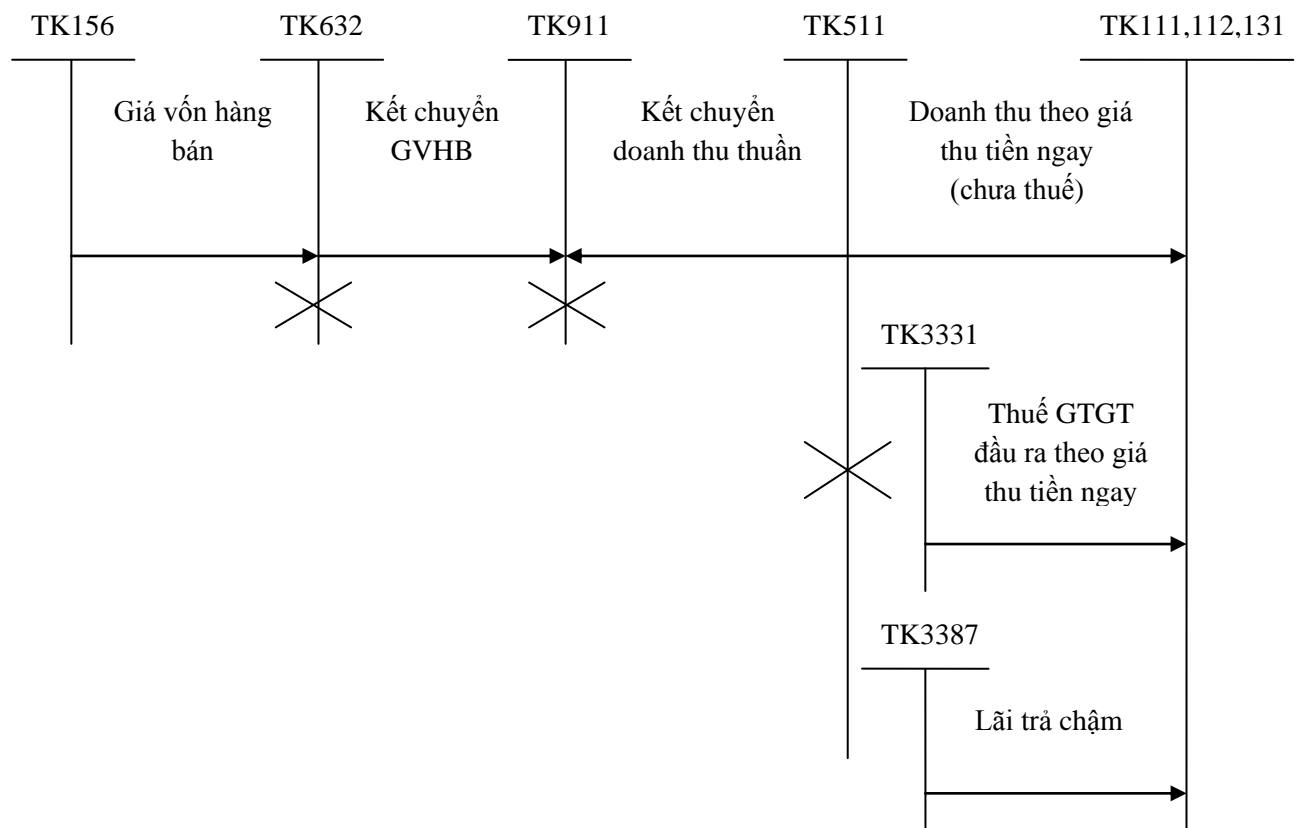 TK156
TK632
TK911
TK511
TK111,112,131
Giá vốn hàng
bán
Kết chuyển
GVHB
Kết chuyển
doanh thu thuần
Doanh thu theo giá
thu tiền ngay
(chưa thuế)
TK3331
Thuế GTGT
đầu ra theo giá
thu tiền ngay
TK3387
Lãi trả chậm